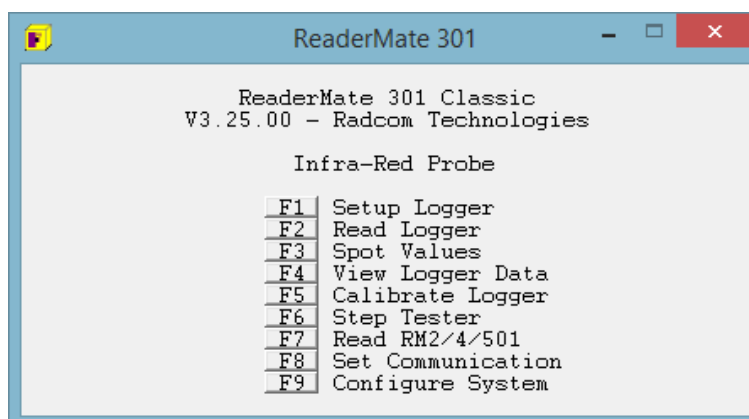 ReaderMate 301
ReaderMate 301 Classic
V3.25.00 - Radcom Technologies
Infra-Red Probe
F1 Setup Logger
F2 Read Logger
F3 Spot Values
F4 View Logger Data
F5 Calibrate Logger
F6 Step Tester
F7 Read RM2/4/501
F8 Set Communication
F9 Configure System